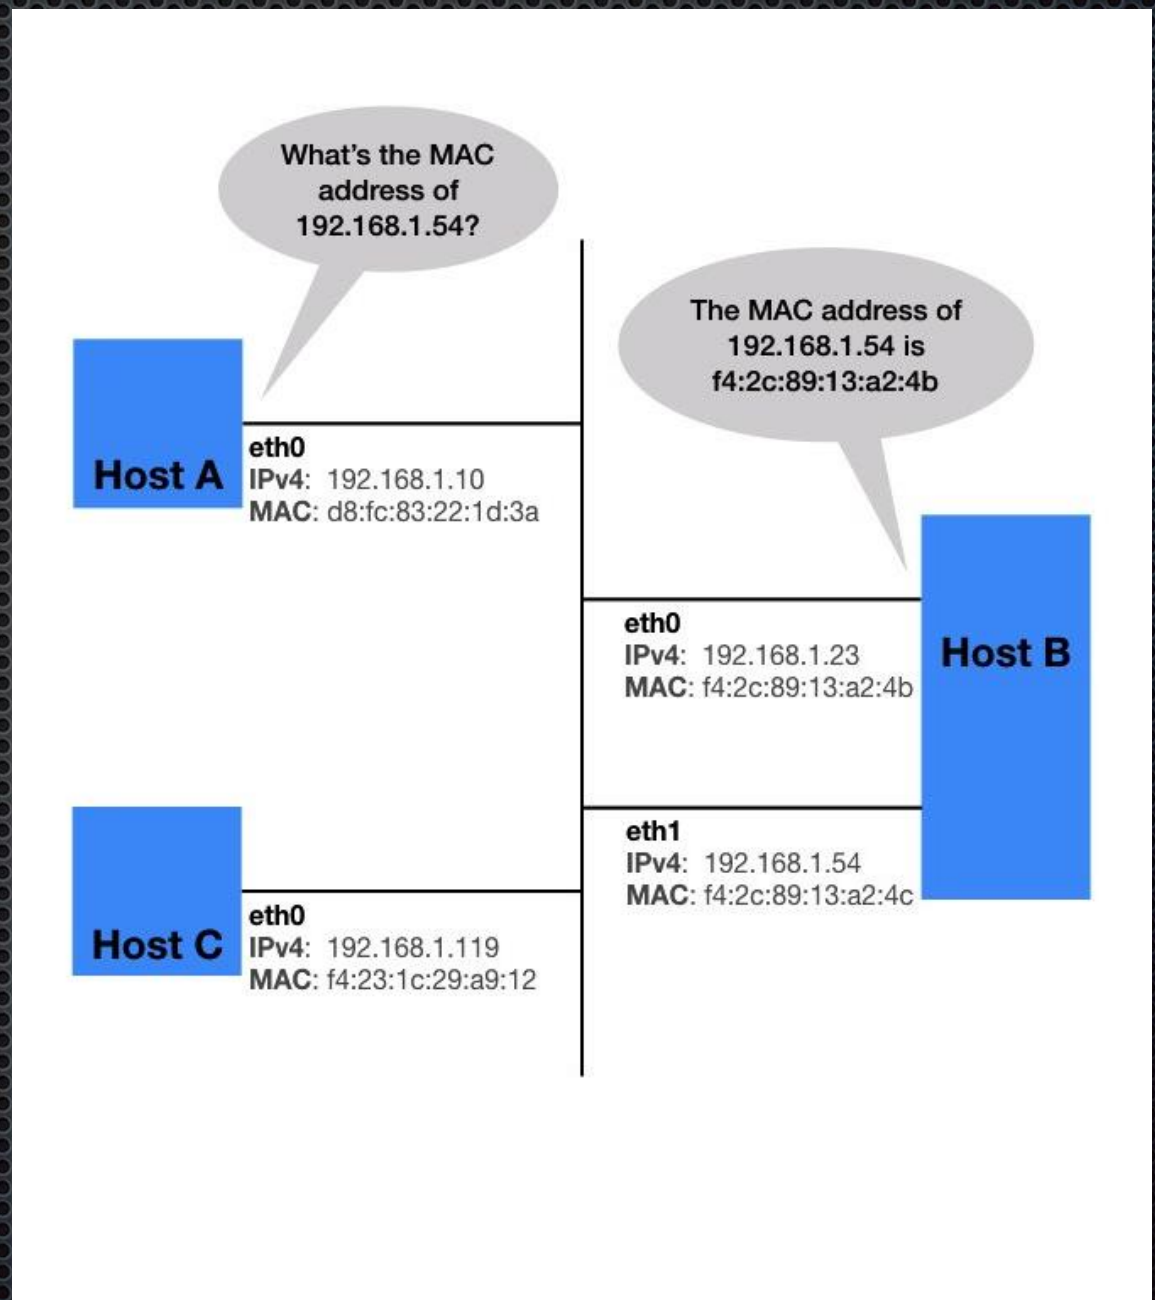 What's the MAC
address of
192.168.1.54?
The MAC address of
192.168.1.54 is
f4:2c:89:13:a2:4b
Host A
eth0
IPv4: 192.168.1.10
MAC: d8:fc:83:22:1d:3a
eth0
IPv4: 192.168.1.23
MAC: f4:2c:89:13:a2:4b
Host B
eth1
IPv4: 192.168.1.54
MAC: f4:2c:89:13:a2:4c
Host C
eth0
IPv4: 192.168.1.119
MAC: f4:23:1c:29:a9:12